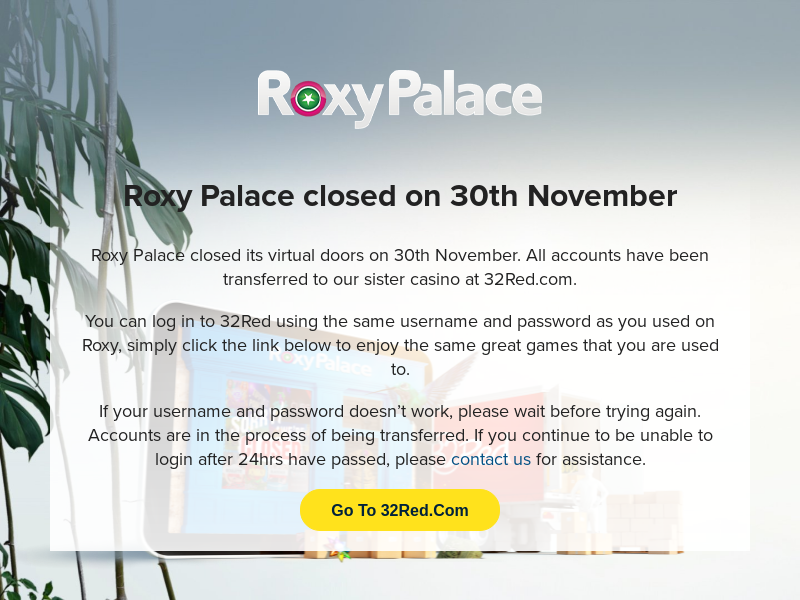 Roxy Palace
Roxy Palace closed on 30th November
Roxy Palace closed its virtual doors on 30th November. All accounts have been
transferred to our sister casino at 32Red.com.
You can log in to 32Red using the same username and password as you used on
Roxy, simply click the link below to enjoy the same great games that you are used
to.
RoxyPalace
If your username and password doesn’t work, please wait before trying again.
Accounts are in the process of being transferred. If you continue to be unable to
login after 24hrs have passed, please contact us for assistance.
Go To 32Red.Com